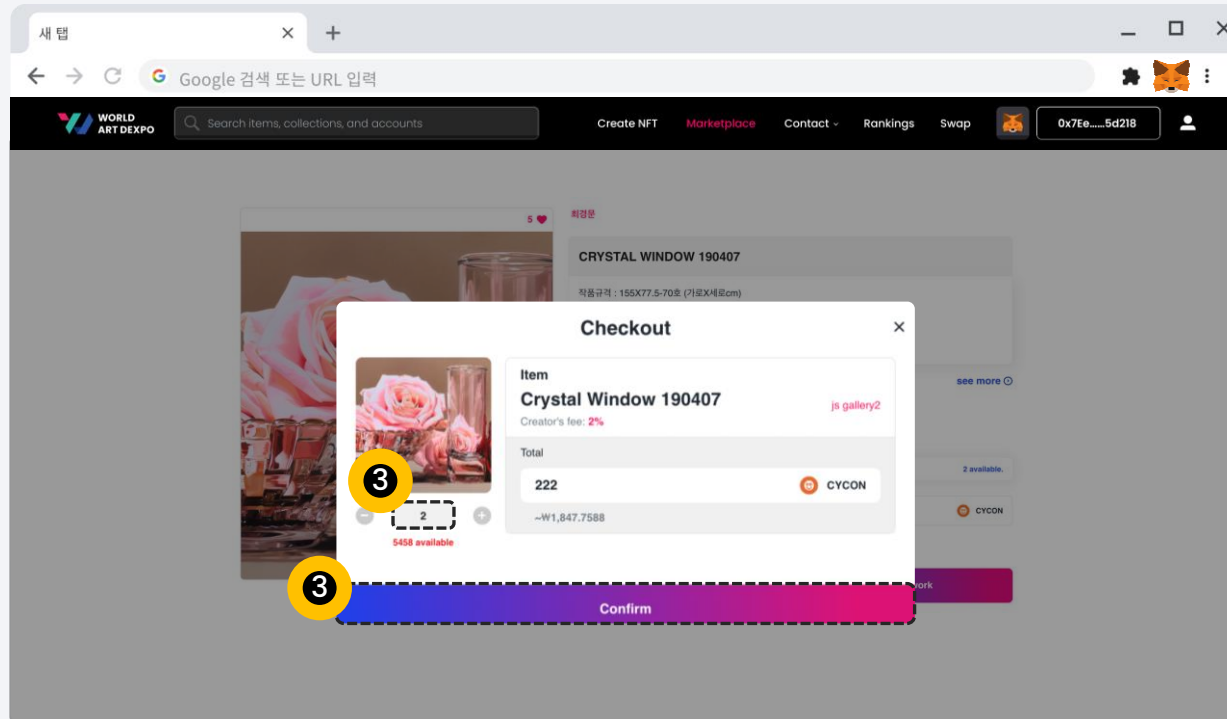 새 탭
Google 검색 또는 URL 입력
WORLD
ART DEXPO
Search items, collections, and accounts
Create NFT
Marketplace
Contact
Rankings
Swap
0x7Ee......5d218
5
최경문
CRYSTAL WINDOW 190407
작품규격 : 155X77.5-70호 (가로X세로cm)
Checkout
Item
Crystal Window 190407
js gallery2
Creator's fee: 2%
see more
Total
222
CYCON
~₩1,847.7588
2 available.
CYCON
3
2
5458 available
3
Confirm
ork